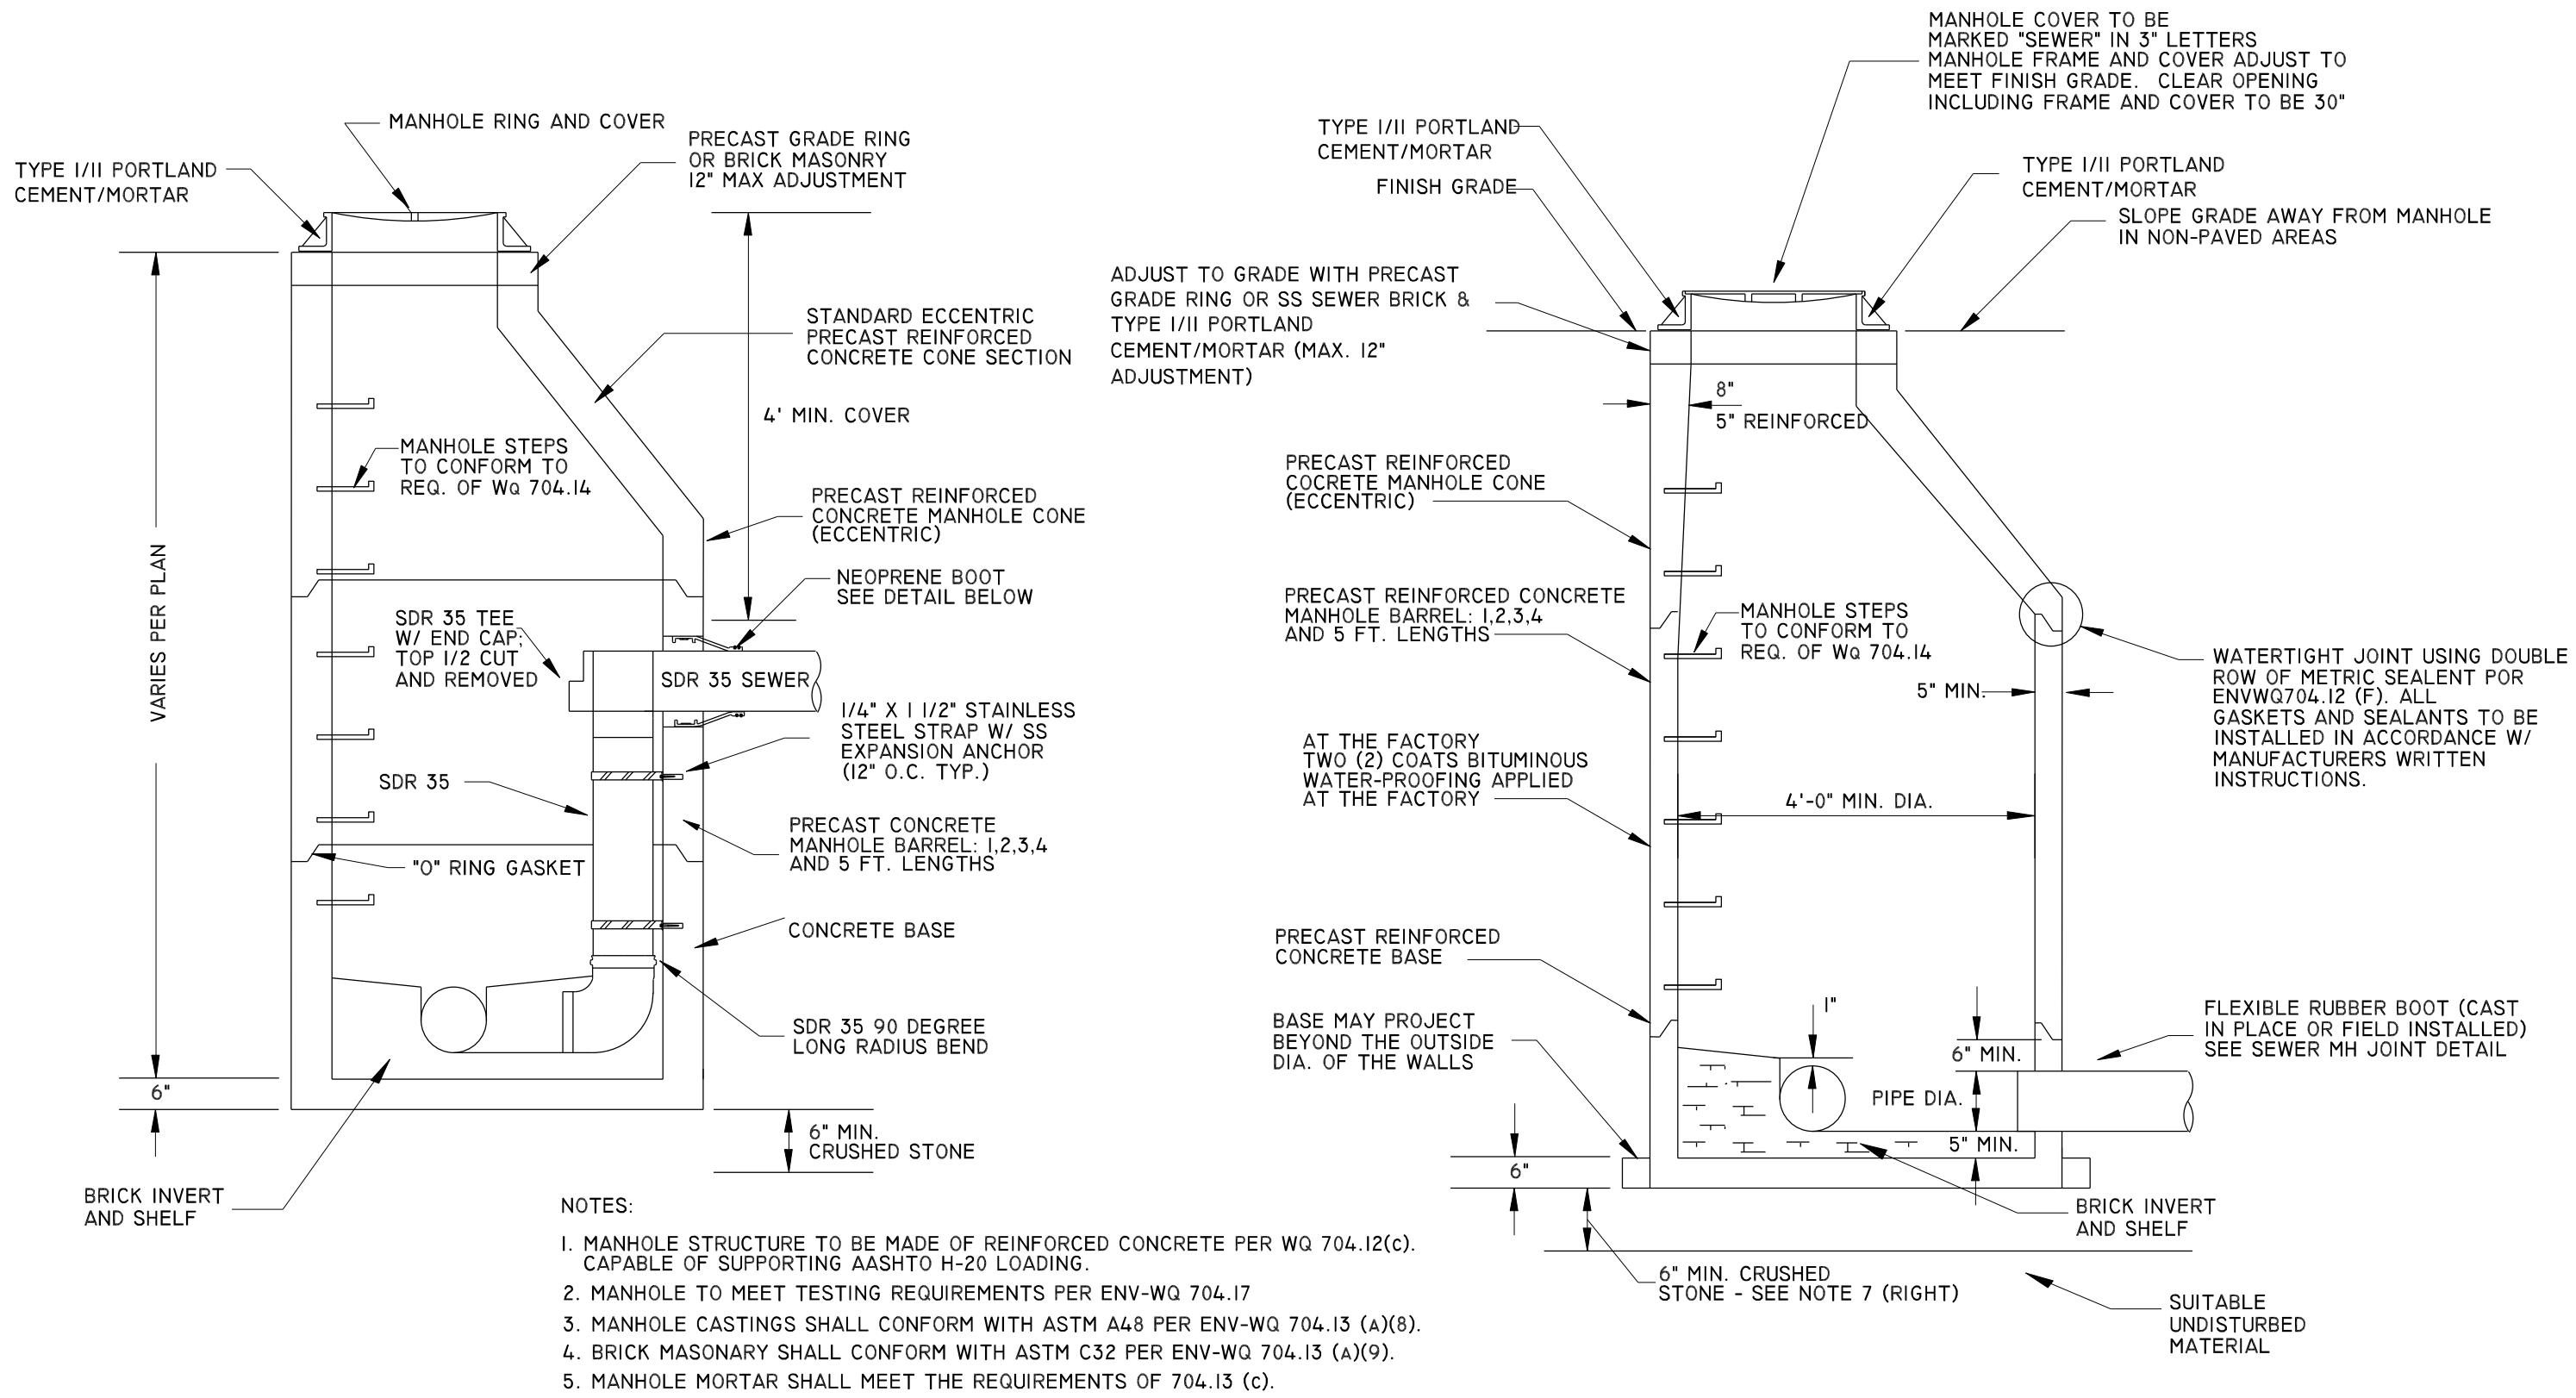 MANHOLE RING AND COVER
TYPE I/II PORTLAND
CEMENT/MORTAR
PRECAST GRADE RING
OR BRICK MASONRY
12" MAX ADJUSTMENT
STANDARD ECCENTRIC
PRECAST REINFORCED
CONCRETE CONE SECTION
4' MIN. COVER
MANHOLE STEPS
TO CONFORM TO
REQ. OF WQ 704.14
PRECAST REINFORCED
CONCRETE MANHOLE CONE
(ECCENTRIC)
VARIES PER PLAN
NEOPRENE BOOT
SEE DETAIL BELOW
SDR 35 TEE
W/ END CAP;
TOP 1/2 CUT
AND REMOVED
SDR 35 SEWER
1/4" X 1 1/2" STAINLESS
STEEL STRAP W/ SS
EXPANSION ANCHOR
(12" O.C. TYP.)
SDR 35
PRECAST CONCRETE
MANHOLE BARREL: 1,2,3,4
AND 5 FT. LENGTHS
"O" RING GASKET
CONCRETE BASE
SDR 35 90 DEGREE
LONG RADIUS BEND
6"
6" MIN.
CRUSHED STONE
BRICK INVERT
AND SHELF
MANHOLE COVER TO BE
MARKED "SEWER" IN 3" LETTERS
MANHOLE FRAME AND COVER ADJUST TO
MEET FINISH GRADE. CLEAR OPENING
INCLUDING FRAME AND COVER TO BE 30"
TYPE I/II PORTLAND
CEMENT/MORTAR
FINISH GRADE
TYPE I/II PORTLAND
CEMENT/MORTAR
SLOPE GRADE AWAY FROM MANHOLE
IN NON-PAVED AREAS
ADJUST TO GRADE WITH PRECAST
GRADE RING OR SS SEWER BRICK &
TYPE I/II PORTLAND
CEMENT/MORTAR (MAX. 12"
ADJUSTMENT)
8"
5" REINFORCED
PRECAST REINFORCED
COCRETE MANHOLE CONE
(ECCENTRIC)
PRECAST REINFORCED CONCRETE
MANHOLE BARREL: 1,2,3,4
AND 5 FT. LENGTHS
MANHOLE STEPS
TO CONFORM TO
REQ. OF WQ 704.14
5" MIN.
WATERTIGHT JOINT USING DOUBLE
ROW OF METRIC SEALENT POR
ENVWQ704.12 (F). ALL
GASKETS AND SEALANTS TO BE
INSTALLED IN ACCORDANCE W/
MANUFACTURERS WRITTEN
INSTRUCTIONS.
AT THE FACTORY
TWO (2) COATS BITUMINOUS
WATER-PROOFING APPLIED
AT THE FACTORY
4'-0" MIN. DIA.
PRECAST REINFORCED
CONCRETE BASE
BASE MAY PROJECT
BEYOND THE OUTSIDE
DIA. OF THE WALLS
1"
6" MIN.
PIPE DIA.
5" MIN.
FLEXIBLE RUBBER BOOT (CAST
IN PLACE OR FIELD INSTALLED)
SEE SEWER MH JOINT DETAIL
6"
BRICK INVERT
AND SHELF
6" MIN. CRUSHED
STONE - SEE NOTE 7 (RIGHT)
SUITABLE
UNDISTURBED
MATERIAL
NOTES:
1. MANHOLE STRUCTURE TO BE MADE OF REINFORCED CONCRETE PER WQ 704.12(C).
CAPABLE OF SUPPORTING AASHTO H-20 LOADING.
2. MANHOLE TO MEET TESTING REQUIREMENTS PER ENV-WQ 704.17
3. MANHOLE CASTINGS SHALL CONFORM WITH ASTM A48 PER ENV-WQ 704.13 (A)(8).
4. BRICK MASONARY SHALL CONFORM WITH ASTM C32 PER ENV-WQ 704.13 (A)(9).
5. MANHOLE MORTAR SHALL MEET THE REQUIREMENTS OF 704.13 (C).